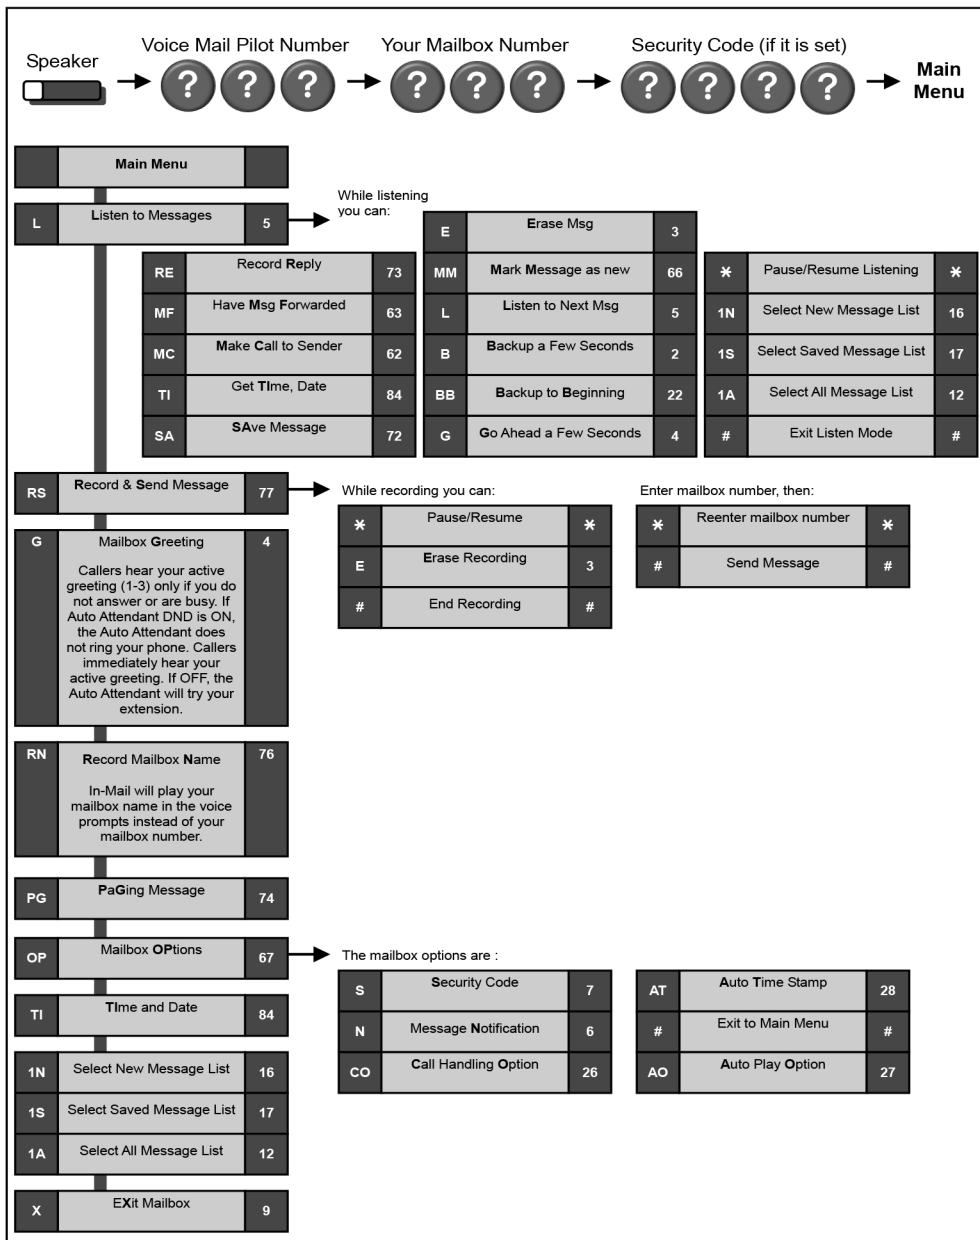 Speaker
Voice Mail Pilot Number
Your Mailbox Number
Security Code (if it is set)
? ? ?
? ? ?
? ? ? ?
Main
Menu
Main Menu
L Listen to Messages 5
While listening
you can:
RE Record Reply 73
MF Have Msg Forwarded 63
MC Make Call to Sender 62
TI Get TIme, Date 84
SA SAve Message 72
E Erase Msg 3
MM Mark Message as new 66
L Listen to Next Msg 5
B Backup a Few Seconds 2
BB Backup to Beginning 22
G Go Ahead a Few Seconds 4
* Pause/Resume Listening *
1N Select New Message List 16
1S Select Saved Message List 17
1A Select All Message List 12
# Exit Listen Mode #
RS Record & Send Message 77
While recording you can:
* Pause/Resume *
E Erase Recording 3
# End Recording #
Enter mailbox number, then:
* Reenter mailbox number *
# Send Message #
G Mailbox Greeting 4
Callers hear your active
greeting (1-3) only if you do
not answer or are busy. If
Auto Attendant DND is ON,
the Auto Attendant does
not ring your phone. Callers
immediately hear your
active greeting. If OFF, the
Auto Attendant will try your
extension.
RN Record Mailbox Name 76
In-Mail will play your
mailbox name in the voice
prompts instead of your
mailbox number.
PG PaGing Message 74
OP Mailbox OPtions 67
The mailbox options are :
S Security Code 7
N Message Notification 6
CO Call Handling Option 26
AT Auto Time Stamp 28
# Exit to Main Menu #
AO Auto Play Option 27
TI TIme and Date 84
1N Select New Message List 16
1S Select Saved Message List 17
1A Select All Message List 12
X EXit Mailbox 9